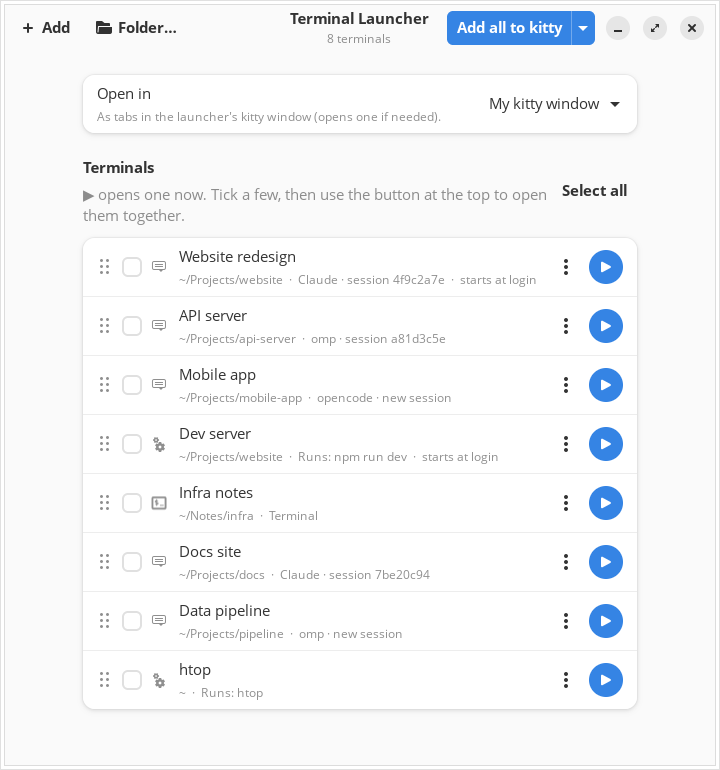 Add
Folder...
Terminal Launcher
8 terminals
Add all to kitty
Open in
As tabs in the launcher's kitty window (opens one if needed).
My kitty window
Terminals
▶ opens one now. Tick a few, then use the button at the top to open
them together.
Select all
Website redesign
~/Projects/website · Claude · session 4f9c2a7e · starts at login
API server
~/Projects/api-server · omp · session a81d3c5e
Mobile app
~/Projects/mobile-app · opencode · new session
Dev server
~/Projects/website · Runs: npm run dev · starts at login
Infra notes
~/Notes/infra · Terminal
Docs site
~/Projects/docs · Claude · session 7be20c94
Data pipeline
~/Projects/pipeline · omp · new session
htop
~ · Runs: htop